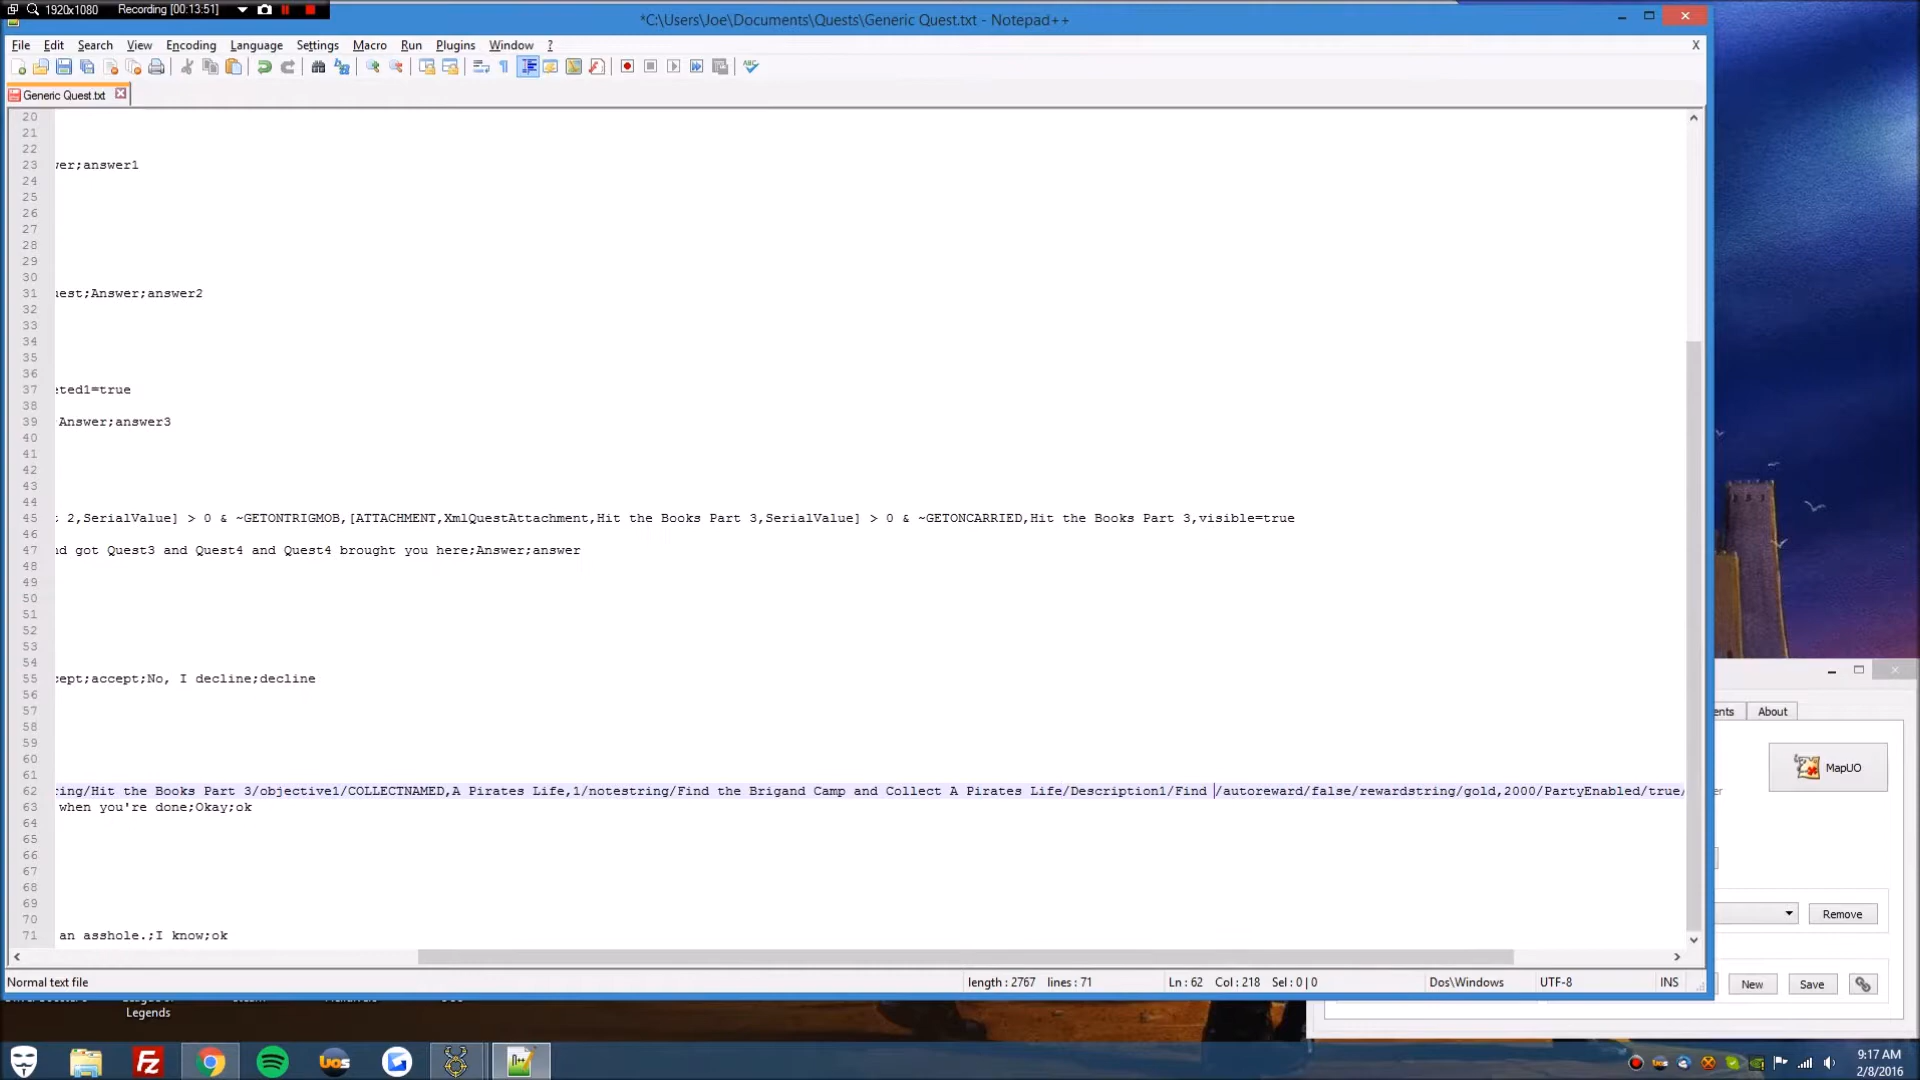 1920x1080 Recording [00:13:51]
*C:\Users\Joe\Documents\Quests\Generic Quest.txt - Notepad++
File Edit Search View Encoding Language Settings Macro Run Plugins Window ? X
Generic Quest.txt
20
21
22
23 ver;answer1
24
25
26
27
28
29
30
31 uest;Answer;answer2
32
33
34
35
36
37 eted1=true
38
39 Answer;answer3
40
41
42
43
44
45 t 2,SerialValue] > 0 & ~GETONTRIGMOB,[ATTACHMENT,XmlQuestAttachment,Hit the Books Part 3,SerialValue] > 0 & ~GETONCARRIED,Hit the Books Part 3,visible=true
46
47 nd got Quest3 and Quest4 and Quest4 brought you here;Answer;answer
48
49
50
51
52
53
54
55 cept;accept;No, I decline;decline
56
57
58
59
60
61
62 ring/Hit the Books Part 3/objective1/COLLECTNAMED,A Pirates Life,1/notestring/Find the Brigand Camp and Collect A Pirates Life/Description1/Find /autoreward/false/rewardstring/gold,2000/PartyEnabled/true/
63 when you're done;Okay;ok
64
65
66
67
68
69
70
71 an asshole.;I know;ok
Normal text file length : 2767 lines : 71 Ln : 62 Col : 218 Sel : 0 | 0 Dos\Windows UTF-8 INS
ents About
MapUO
Remove
New Save
Legends
9:17 AM
2/8/2016